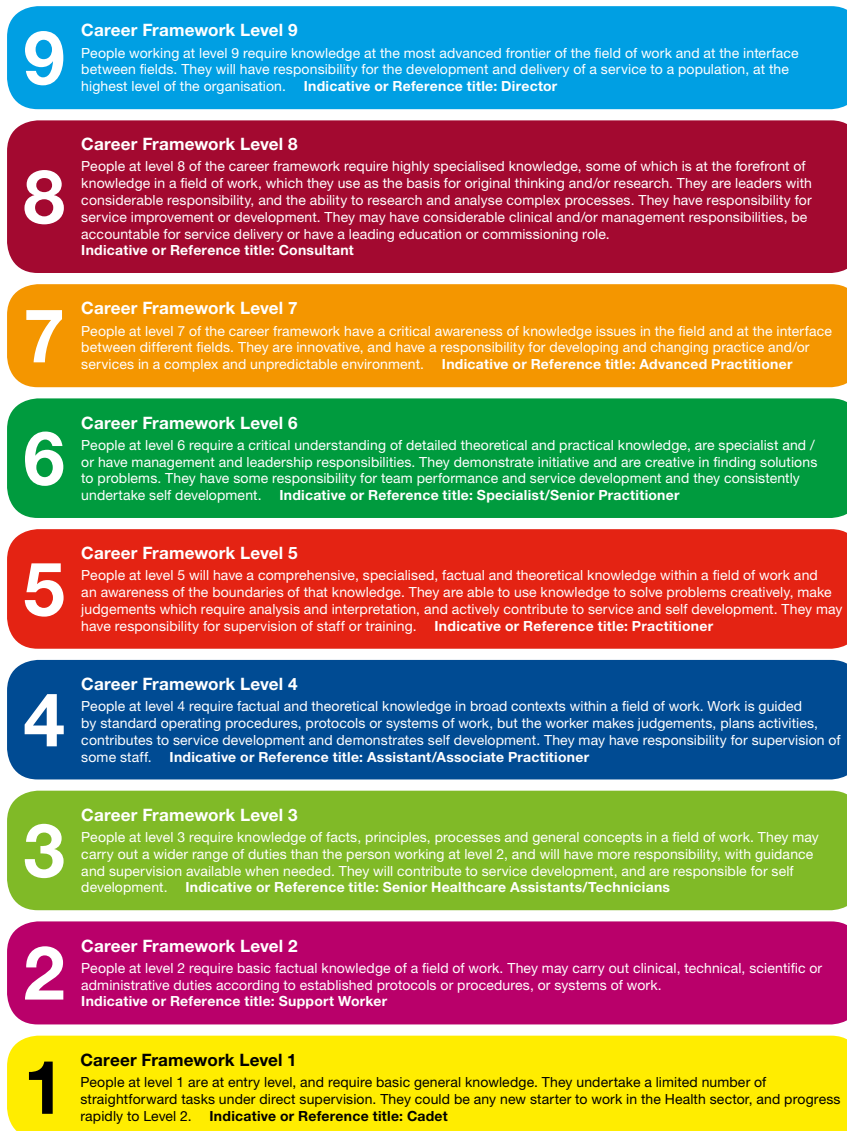 9
Career Framework Level 9
People working at level 9 require knowledge at the most advanced frontier of the field of work and at the interface
between fields. They will have responsibility for the development and delivery of a service to a population, at the
highest level of the organisation. Indicative or Reference title: Director
8
Career Framework Level 8
People at level 8 of the career framework require highly specialised knowledge, some of which is at the forefront of
knowledge in a field of work, which they use as the basis for original thinking and/or research. They are leaders with
considerable responsibility, and the ability to research and analyse complex processes. They have responsibility for
service improvement or development. They may have considerable clinical and/or management responsibilities, be
accountable for service delivery or have a leading education or commissioning role.
Indicative or Reference title: Consultant
7
Career Framework Level 7
People at level 7 of the career framework have a critical awareness of knowledge issues in the field and at the interface
between different fields. They are innovative, and have a responsibility for developing and changing practice and/or
services in a complex and unpredictable environment. Indicative or Reference title: Advanced Practitioner
6
Career Framework Level 6
People at level 6 require a critical understanding of detailed theoretical and practical knowledge, are specialist and /
or have management and leadership responsibilities. They demonstrate initiative and are creative in finding solutions
to problems. They have some responsibility for team performance and service development and they consistently
undertake self development. Indicative or Reference title: Specialist/Senior Practitioner
5
Career Framework Level 5
People at level 5 will have a comprehensive, specialised, factual and theoretical knowledge within a field of work and
an awareness of the boundaries of that knowledge. They are able to use knowledge to solve problems creatively, make
judgements which require analysis and interpretation, and actively contribute to service and self development. They may
have responsibility for supervision of staff or training. Indicative or Reference title: Practitioner
4
Career Framework Level 4
People at level 4 require factual and theoretical knowledge in broad contexts within a field of work. Work is guided
by standard operating procedures, protocols or systems of work, but the worker makes judgements, plans activities,
contributes to service development and demonstrates self development. They may have responsibility for supervision of
some staff. Indicative or Reference title: Assistant/Associate Practitioner
3
Career Framework Level 3
People at level 3 require knowledge of facts, principles, processes and general concepts in a field of work. They may
carry out a wider range of duties than the person working at level 2, and will have more responsibility, with guidance
and supervision available when needed. They will contribute to service development, and are responsible for self
development. Indicative or Reference title: Senior Healthcare Assistants/Technicians
2
Career Framework Level 2
People at level 2 require basic factual knowledge of a field of work. They may carry out clinical, technical, scientific or
administrative duties according to established protocols or procedures, or systems of work.
Indicative or Reference title: Support Worker
1
Career Framework Level 1
People at level 1 are at entry level, and require basic general knowledge. They undertake a limited number of
straightforward tasks under direct supervision. They could be any new starter to work in the Health sector, and progress
rapidly to Level 2. Indicative or Reference title: Cadet